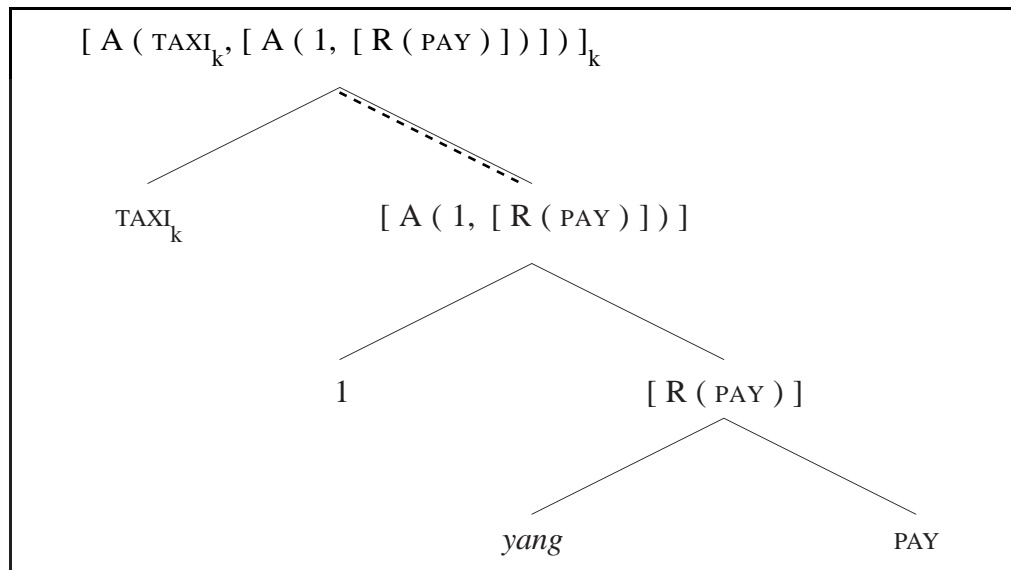 [ A ( TAXIₖ, [ A ( 1, [ R ( PAY ) ] ) ] ) ]ₖ
TAXIₖ [ A ( 1, [ R ( PAY ) ] ) ]
1 [ R ( PAY ) ]
yang PAY